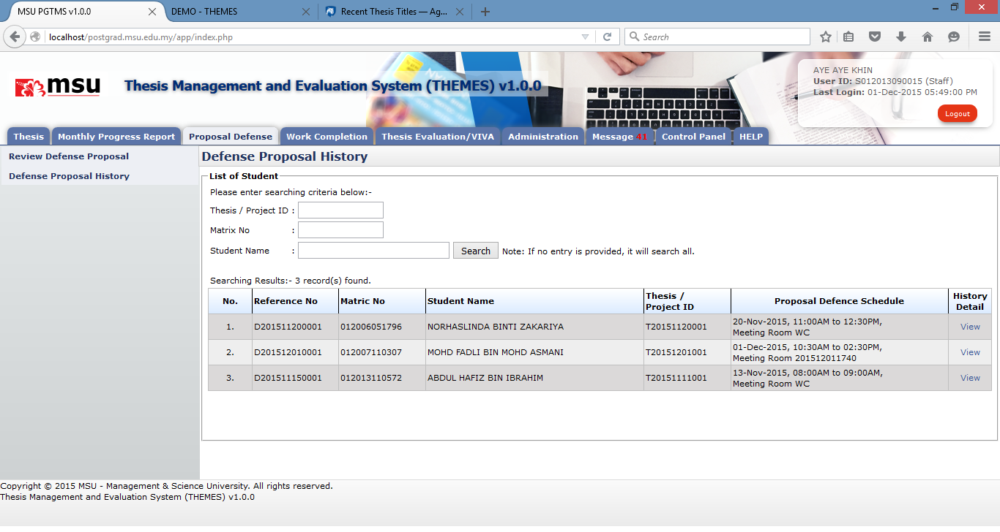 MSU PGTMS v1.0.0
DEMO - THEMES
Recent Thesis Titles — Ag...
localhost/postgrad.msu.edu.my/app/index.php
Search
msu
Thesis Management and Evaluation System (THEMES) v1.0.0
AYE AYE KHIN
User ID: S012013090015 (Staff)
Last Login: 01-Dec-2015 05:49:00 PM
Logout
Thesis Monthly Progress Report Proposal Defense Work Completion Thesis Evaluation/VIVA Administration Message 41 Control Panel HELP
Review Defense Proposal
Defense Proposal History
Defense Proposal History
List of Student
Please enter searching criteria below:-
Thesis / Project ID :
Matrix No :
Student Name : Search Note: If no entry is provided, it will search all.
Searching Results:- 3 record(s) found.
No. Reference No Matric No Student Name Thesis / Project ID Proposal Defence Schedule History Detail
1. D201511200001 012006051796 NORHASLINDA BINTI ZAKARIYA T20151120001 20-Nov-2015, 11:00AM to 12:30PM, View
Meeting Room WC
2. D201512010001 012007110307 MOHD FADLI BIN MOHD ASMANI T20151201001 01-Dec-2015, 10:30AM to 02:30PM, View
Meeting Room 201512011740
3. D201511150001 012013110572 ABDUL HAFIZ BIN IBRAHIM T20151111001 13-Nov-2015, 08:00AM to 09:00AM, View
Meeting Room WC
Copyright © 2015 MSU - Management & Science University. All rights reserved.
Thesis Management and Evaluation System (THEMES) v1.0.0